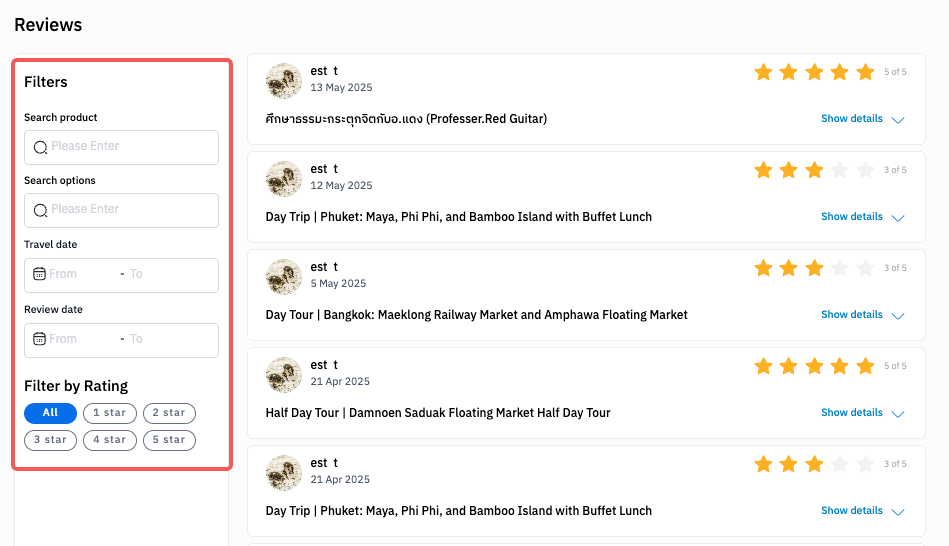 Reviews
Filters
Search product
Please Enter
Search options
Please Enter
Travel date
From - To
Review date
From - To
Filter by Rating
All 1 star 2 star
3 star 4 star 5 star
est t
13 May 2025
5 of 5
ศึกษาธรรมะกระตุกจิตกับอ.แดง (Professer.Red Guitar)
Show details
est t
12 May 2025
3 of 5
Day Trip | Phuket: Maya, Phi Phi, and Bamboo Island with Buffet Lunch
Show details
est t
5 May 2025
3 of 5
Day Tour | Bangkok: Maeklong Railway Market and Amphawa Floating Market
Show details
est t
21 Apr 2025
5 of 5
Half Day Tour | Damnoen Saduak Floating Market Half Day Tour
Show details
est t
21 Apr 2025
3 of 5
Day Trip | Phuket: Maya, Phi Phi, and Bamboo Island with Buffet Lunch
Show details